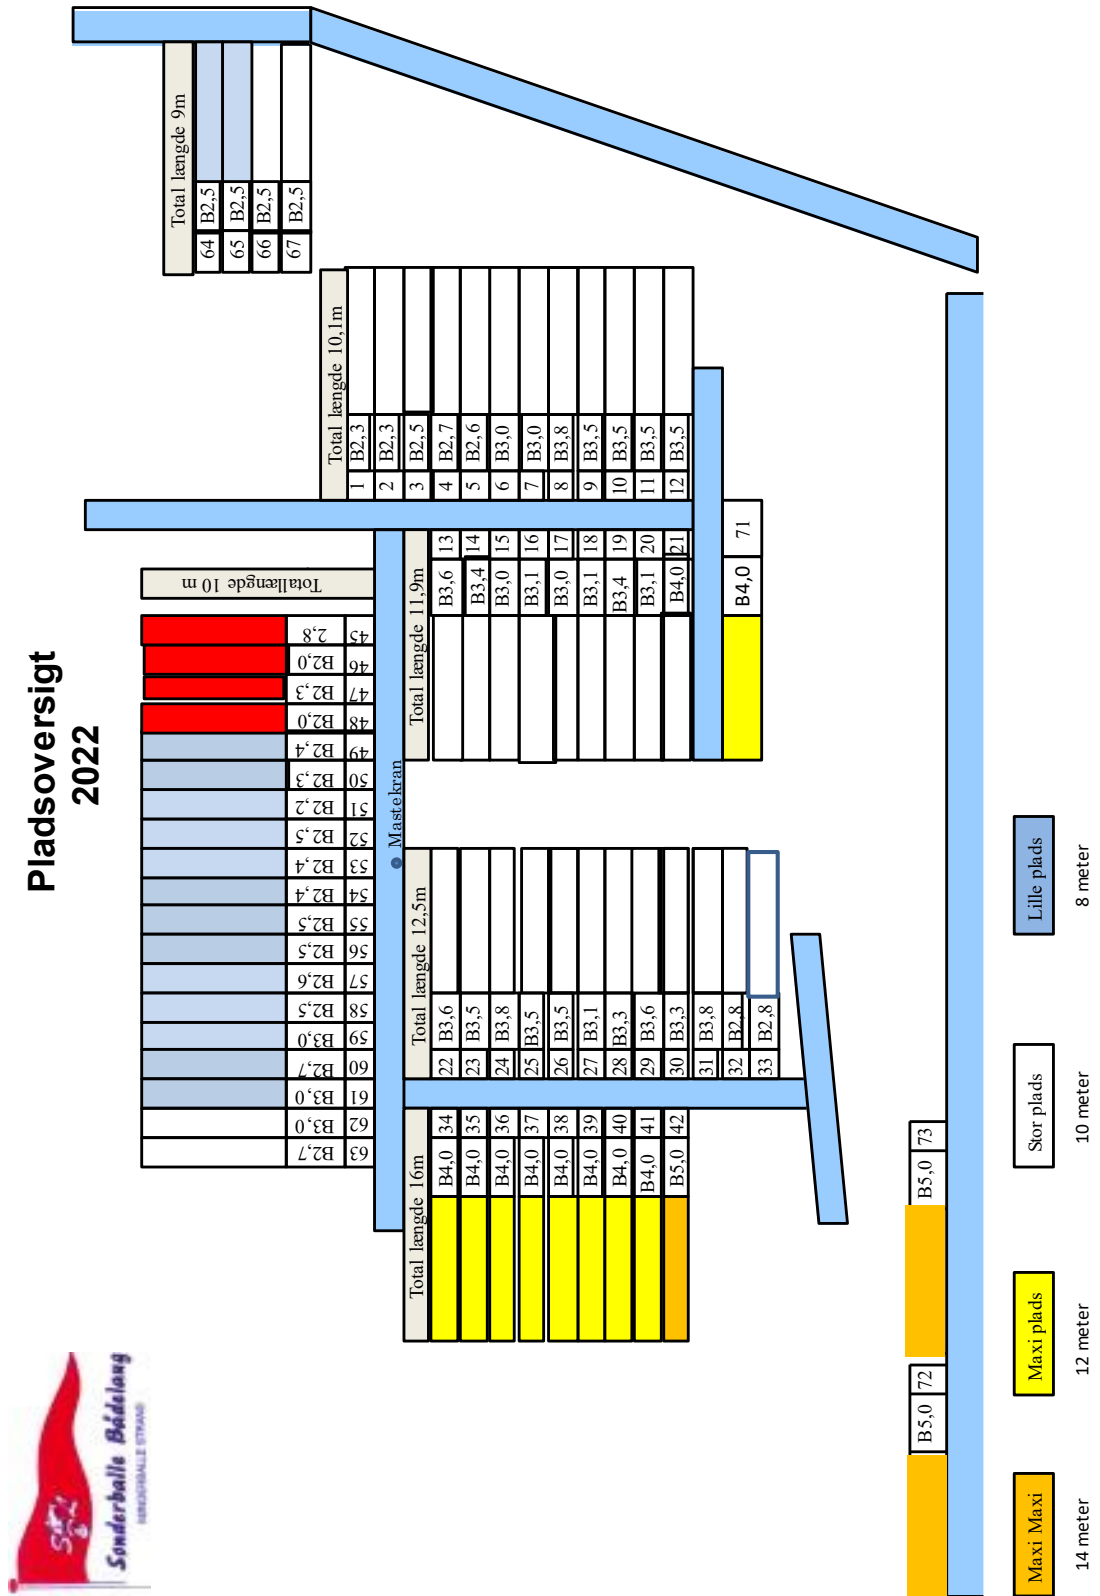 Pladsoversigt
2022
Sønderballe Bådelaug
SØNDERBALLE STRAND
Total længde 9m
64 B2,5
65 B2,5
66 B2,5
67 B2,5
Total længde 10,1m
1 B2,3
2 B2,3
3 B2,5
4 B2,7
5 B2,6
6 B3,0
7 B3,0
8 B3,8
9 B3,5
10 B3,5
11 B3,5
12 B3,5
Totallængde 10 m
45 2,8
46 B2,0
47 B2,3
48 B2,0
49 B2,4
50 B2,3
51 B2,2
52 B2,5
53 B2,4
54 B2,4
55 B2,5
56 B2,5
57 B2,6
58 B2,5
59 B3,0
60 B2,7
61 B3,0
62 B3,0
63 B2,7
Mastekran
Total længde 11,9m
B3,6 13
B3,4 14
B3,0 15
B3,1 16
B3,0 17
B3,1 18
B3,4 19
B3,1 20
B4,0 21
B4,0 71
Total længde 12,5m
22 B3,6
23 B3,5
24 B3,8
25 B3,5
26 B3,5
27 B3,1
28 B3,3
29 B3,6
30 B3,3
31 B3,8
32 B2,8
33 B2,8
Total længde 16m
B4,0 34
B4,0 35
B4,0 36
B4,0 37
B4,0 38
B4,0 39
B4,0 40
B4,0 41
B5,0 42
B5,0 72
B5,0 73
Maxi Maxi
14 meter
Maxi plads
12 meter
Stor plads
10 meter
Lille plads
8 meter